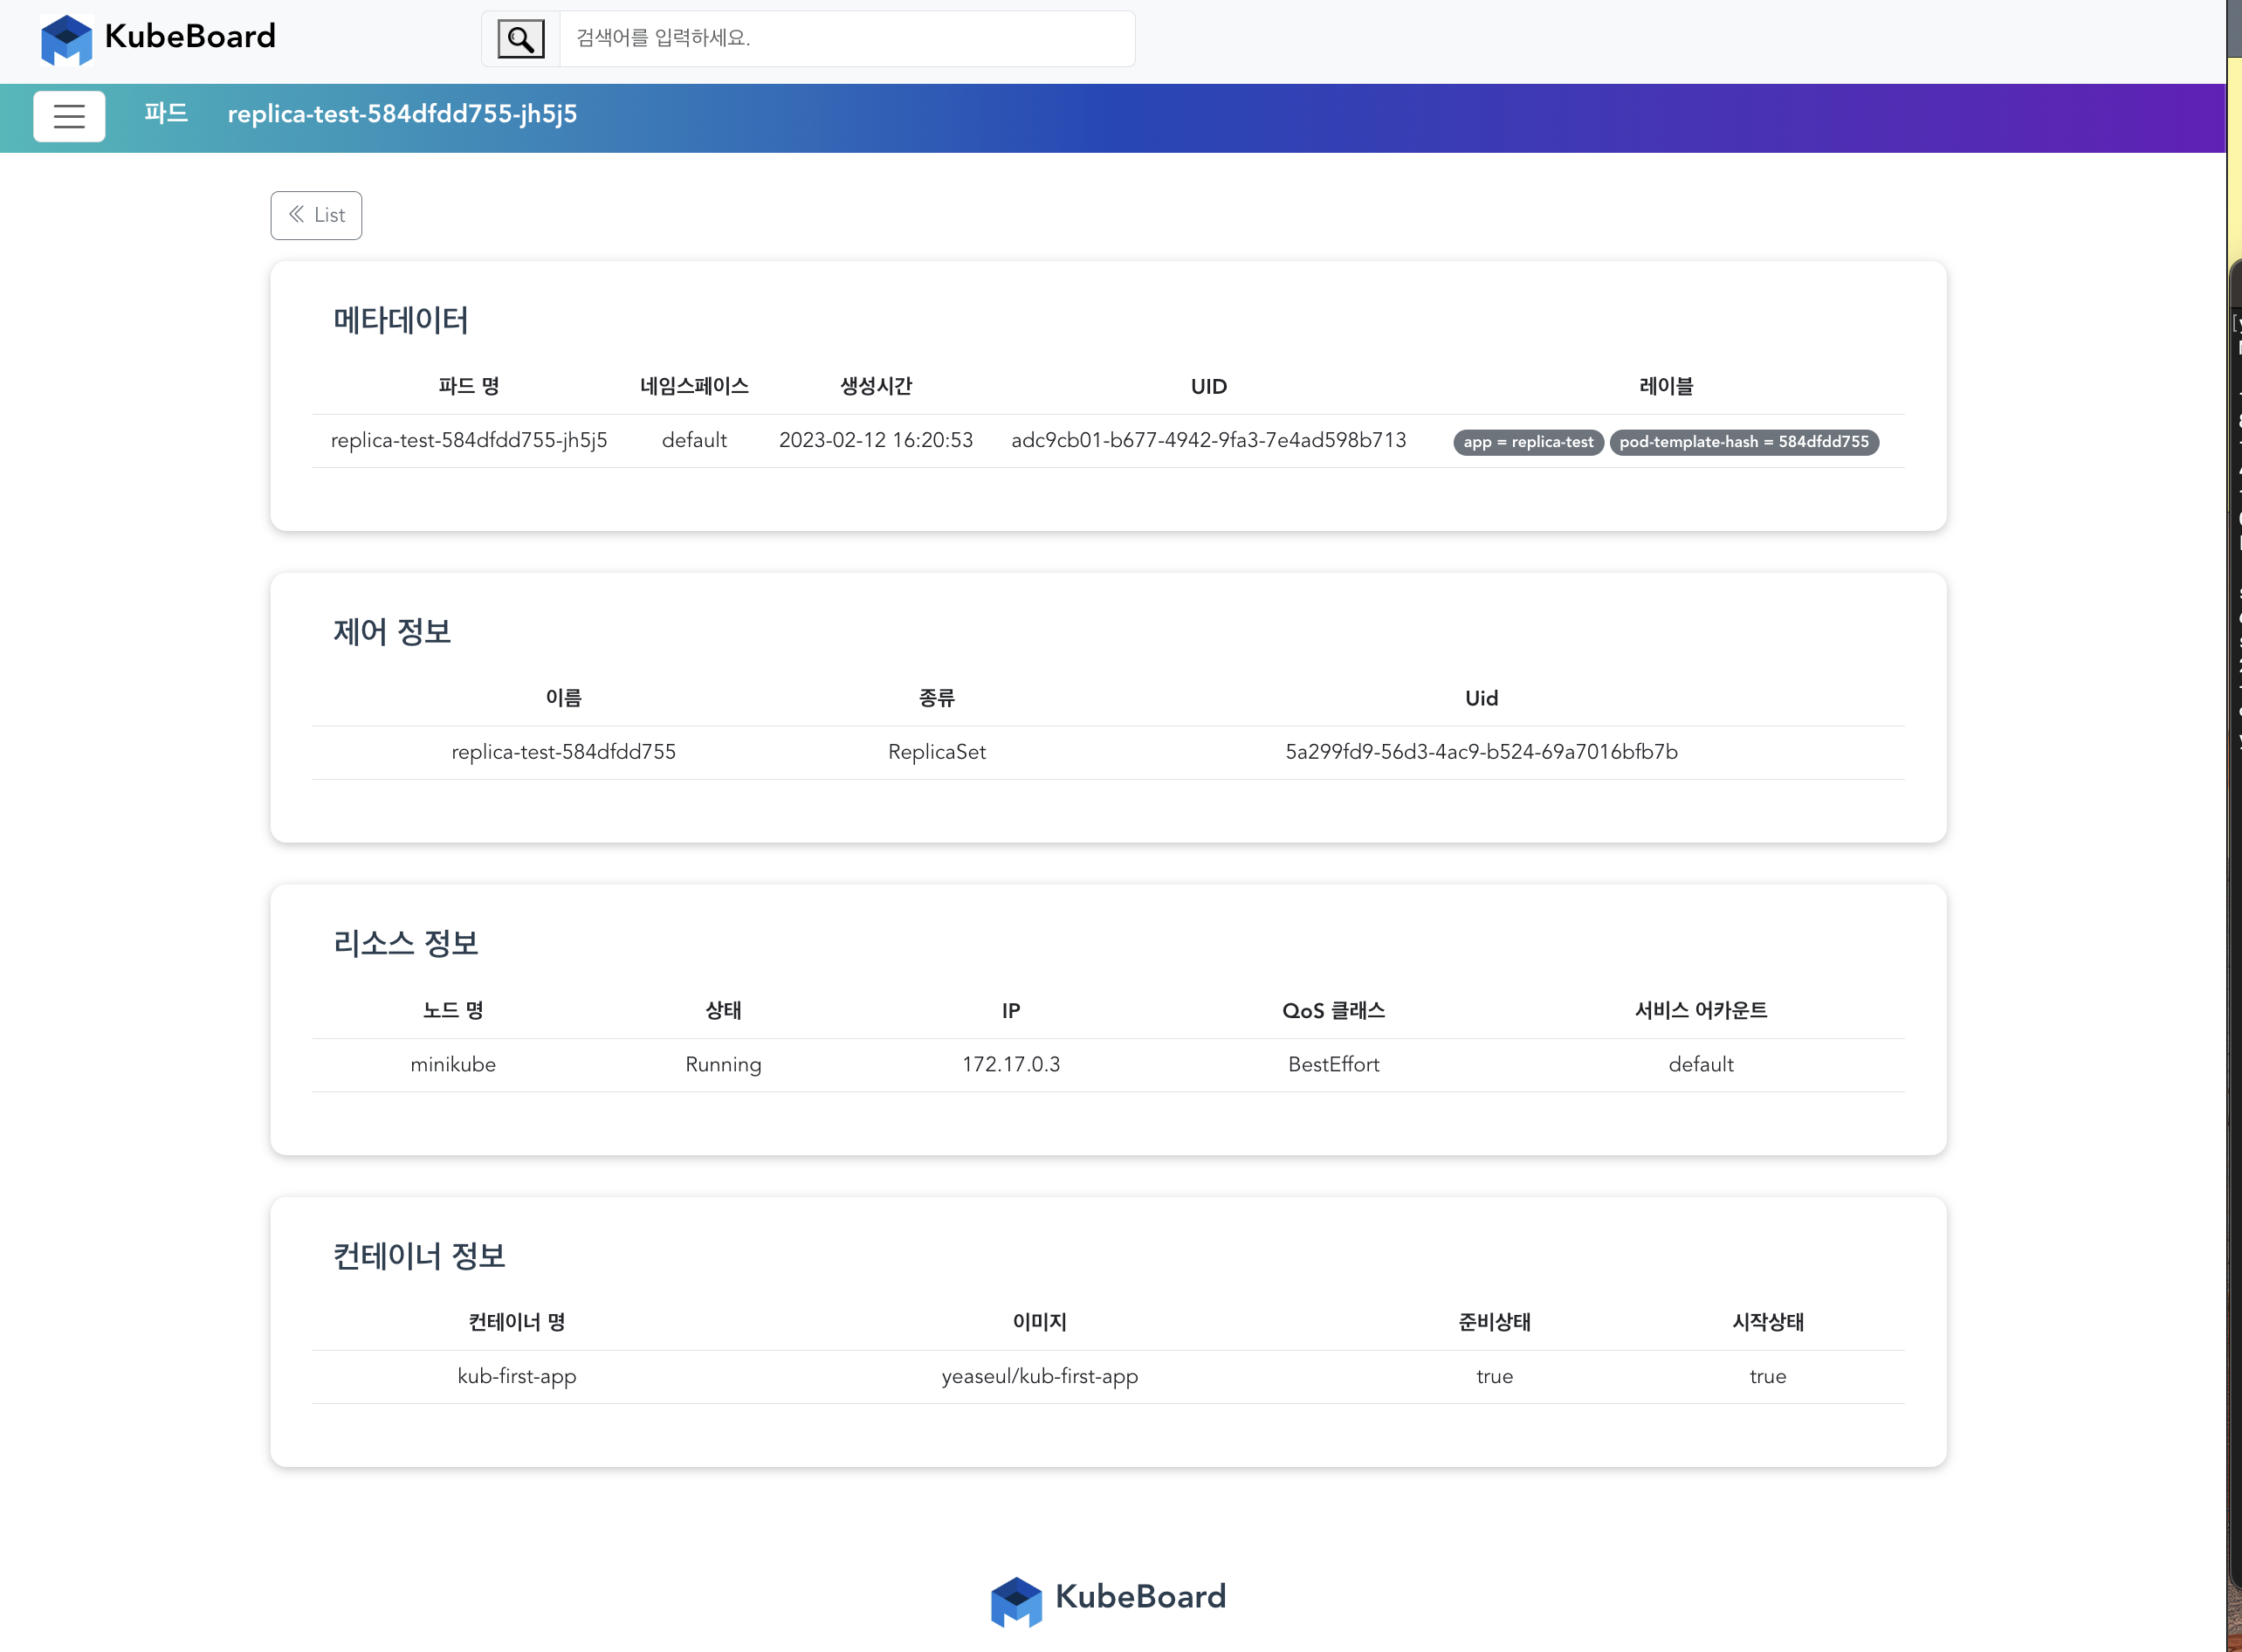 KubeBoard
검색어를 입력하세요.
파드 replica-test-584dfdd755-jh5j5
List
메타데이터
파드 명 네임스페이스 생성시간 UID 레이블
replica-test-584dfdd755-jh5j5 default 2023-02-12 16:20:53 adc9cb01-b677-4942-9fa3-7e4ad598b713 app = replica-test pod-template-hash = 584dfdd755
제어 정보
이름 종류 Uid
replica-test-584dfdd755 ReplicaSet 5a299fd9-56d3-4ac9-b524-69a7016bfb7b
리소스 정보
노드 명 상태 IP QoS 클래스 서비스 어카운트
minikube Running 172.17.0.3 BestEffort default
컨테이너 정보
컨테이너 명 이미지 준비상태 시작상태
kub-first-app yeaseul/kub-first-app true true
KubeBoard